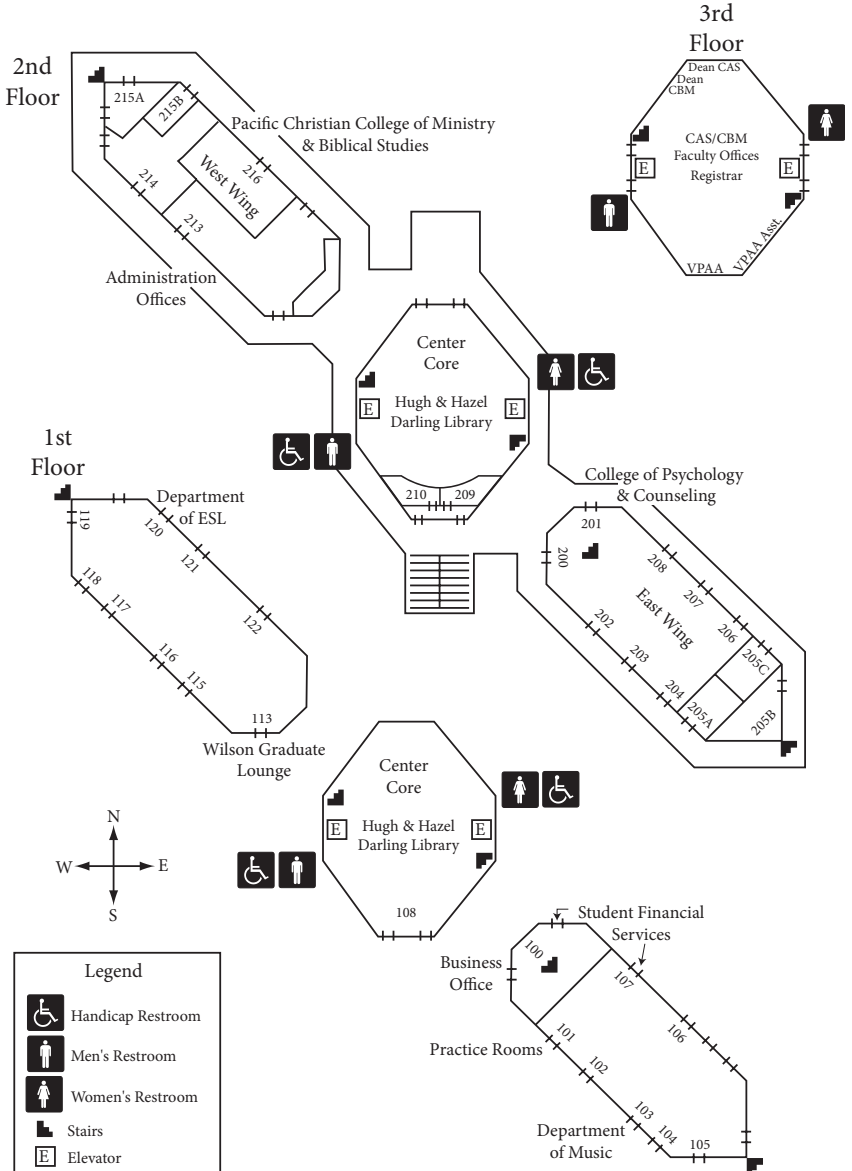 3rd
Floor
Dean CAS
Dean
CBM
CAS/CBM
Faculty Offices
Registrar
E
E
VPAA
VPAA Asst.
2nd
Floor
215A
215B
Pacific Christian College of Ministry
& Biblical Studies
West Wing
216
214
213
Administration
Offices
Center
Core
Hugh & Hazel
Darling Library
E
E
210
209
College of Psychology
& Counseling
201
200
208
207
206
East Wing
202
203
204
205A
205B
205C
1st
Floor
Department
of ESL
119
120
121
122
118
117
116
115
113
Wilson Graduate
Lounge
Center
Core
Hugh & Hazel
Darling Library
E
E
108
N
W
E
S
Student Financial
Services
Business
Office
100
107
106
Practice Rooms
101
102
103
104
105
Department
of Music
Legend
Handicap Restroom
Men's Restroom
Women's Restroom
Stairs
E Elevator